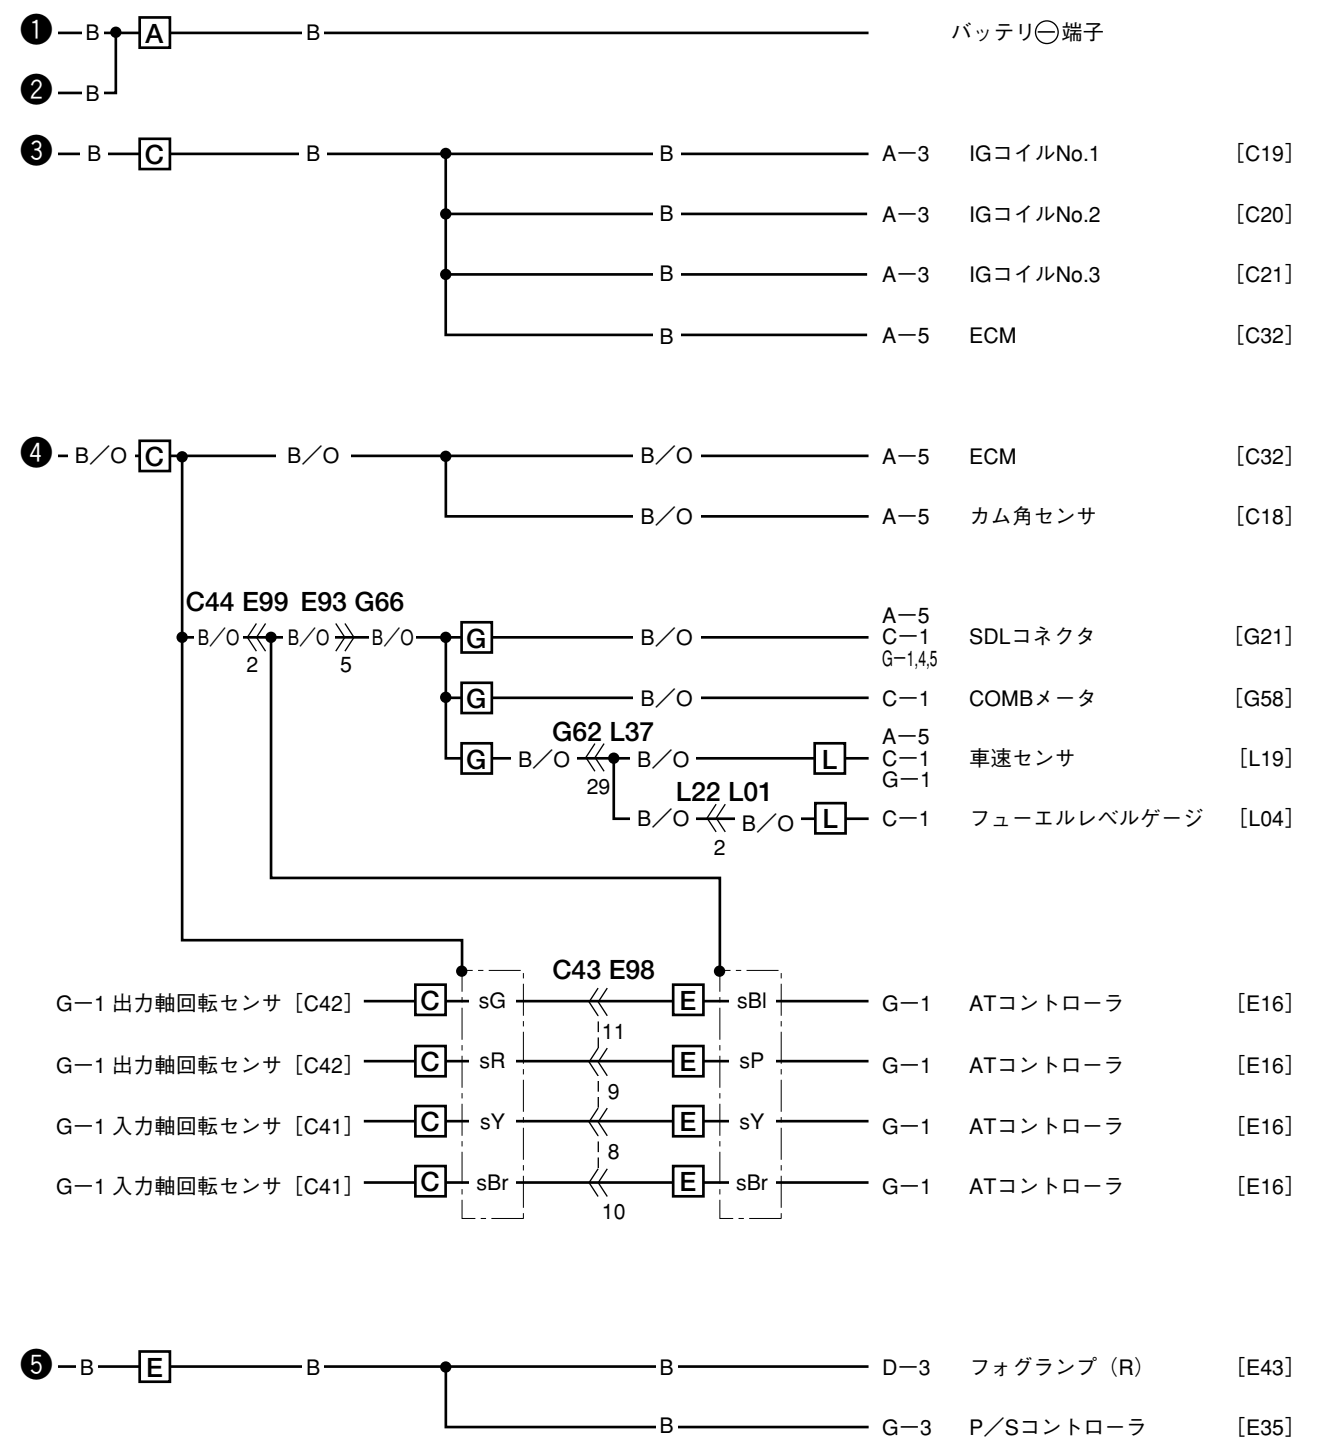 ❶ B A B バッテリ㊀端子
❷ B
❸ B C B B A−3 IGコイルNo.1 [C19]
B A−3 IGコイルNo.2 [C20]
B A−3 IGコイルNo.3 [C21]
B A−5 ECM [C32]
❹ B/O C B/O B/O A−5 ECM [C32]
B/O A−5 カム角センサ [C18]
C44 E99 E93 G66
A−5
B/O B/O B/O G B/O C−1 SDLコネクタ [G21]
2 5 G−1,4,5
G B/O C−1 COMBメータ [G58]
G62 L37 A−5
G B/O B/O L C−1 車速センサ [L19]
29 G−1
L22 L01
B/O B/O L C−1 フューエルレベルゲージ [L04]
2
C43 E98
G−1 出力軸回転センサ [C42] C sG E sBl G−1 ATコントローラ [E16]
11
G−1 出力軸回転センサ [C42] C sR E sP G−1 ATコントローラ [E16]
9
G−1 入力軸回転センサ [C41] C sY E sY G−1 ATコントローラ [E16]
8
G−1 入力軸回転センサ [C41] C sBr E sBr G−1 ATコントローラ [E16]
10
❺ B E B B D−3 フォグランプ(R) [E43]
B G−3 P/Sコントローラ [E35]